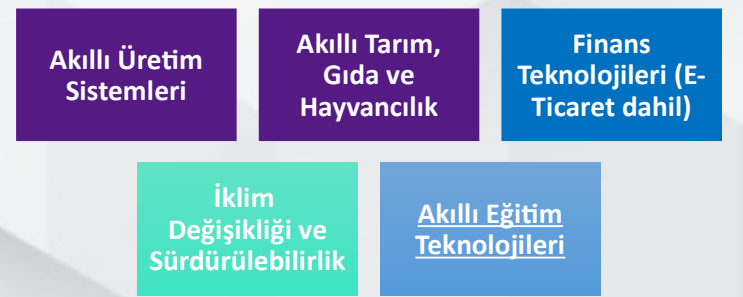 Akıllı Üretim
Sistemleri
Akıllı Tarım,
Gıda ve
Hayvancılık
Finans
Teknolojileri (E-
Ticaret dahil)
İklim
Değişikliği ve
Sürdürülebilirlik
Akıllı Eğitim
Teknolojileri